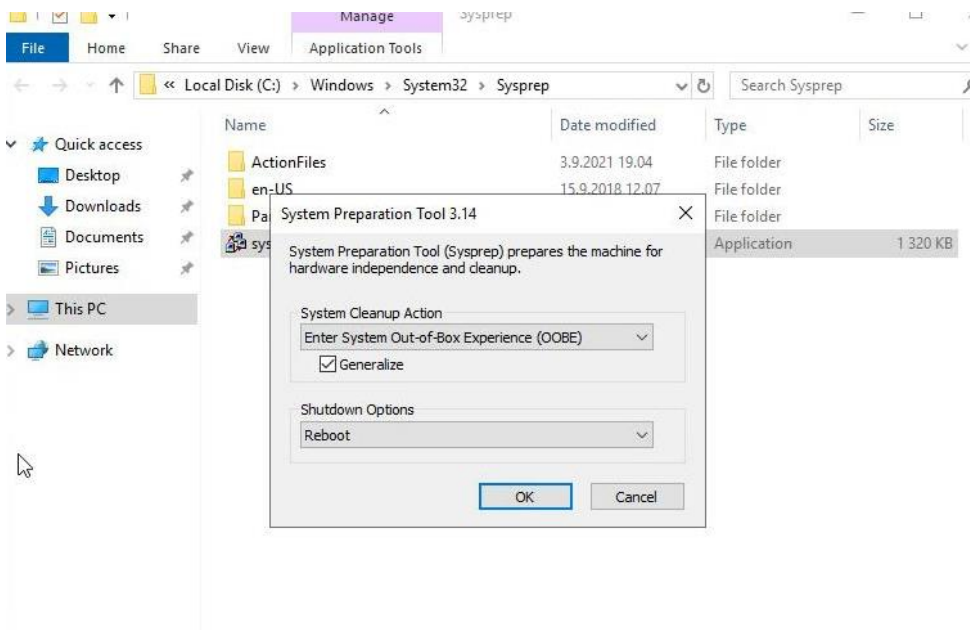 Manage Sysprep
File Home Share View Application Tools
« Local Disk (C:) > Windows > System32 > Sysprep Search Sysprep
Name Date modified Type Size
Quick access
Desktop
Downloads
Documents
Pictures
This PC
Network
ActionFiles 3.9.2021 19.04 File folder
en-US 15.9.2018 12.07 File folder
Pa File folder
sys Application 1 320 KB
System Preparation Tool 3.14
System Preparation Tool (Sysprep) prepares the machine for
hardware independence and cleanup.
System Cleanup Action
Enter System Out-of-Box Experience (OOBE)
Generalize
Shutdown Options
Reboot
OK Cancel